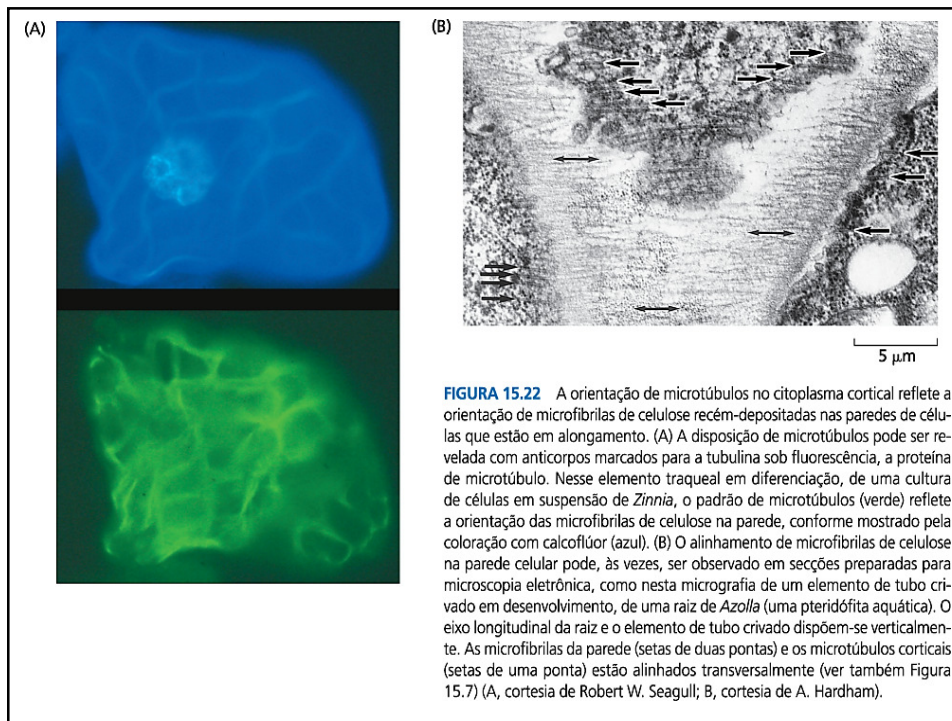 (A)
(B)
5 μm
FIGURA 15.22 A orientação de microtúbulos no citoplasma cortical reflete a
orientação de microfibrilas de celulose recém-depositadas nas paredes de célu-
las que estão em alongamento. (A) A disposição de microtúbulos pode ser re-
velada com anticorpos marcados para a tubulina sob fluorescência, a proteína
de microtúbulo. Nesse elemento traqueal em diferenciação, de uma cultura
de células em suspensão de Zinnia, o padrão de microtúbulos (verde) reflete
a orientação das microfibrilas de celulose na parede, conforme mostrado pela
coloração com calcoflúor (azul). (B) O alinhamento de microfibrilas de celulose
na parede celular pode, às vezes, ser observado em secções preparadas para
microscopia eletrônica, como nesta micrografia de um elemento de tubo cri-
vado em desenvolvimento, de uma raiz de Azolla (uma pteridófita aquática). O
eixo longitudinal da raiz e o elemento de tubo crivado dispõem-se verticalmen-
te. As microfibrilas da parede (setas de duas pontas) e os microtúbulos corticais
(setas de uma ponta) estão alinhados transversalmente (ver também Figura
15.7) (A, cortesia de Robert W. Seagull; B, cortesia de A. Hardham).